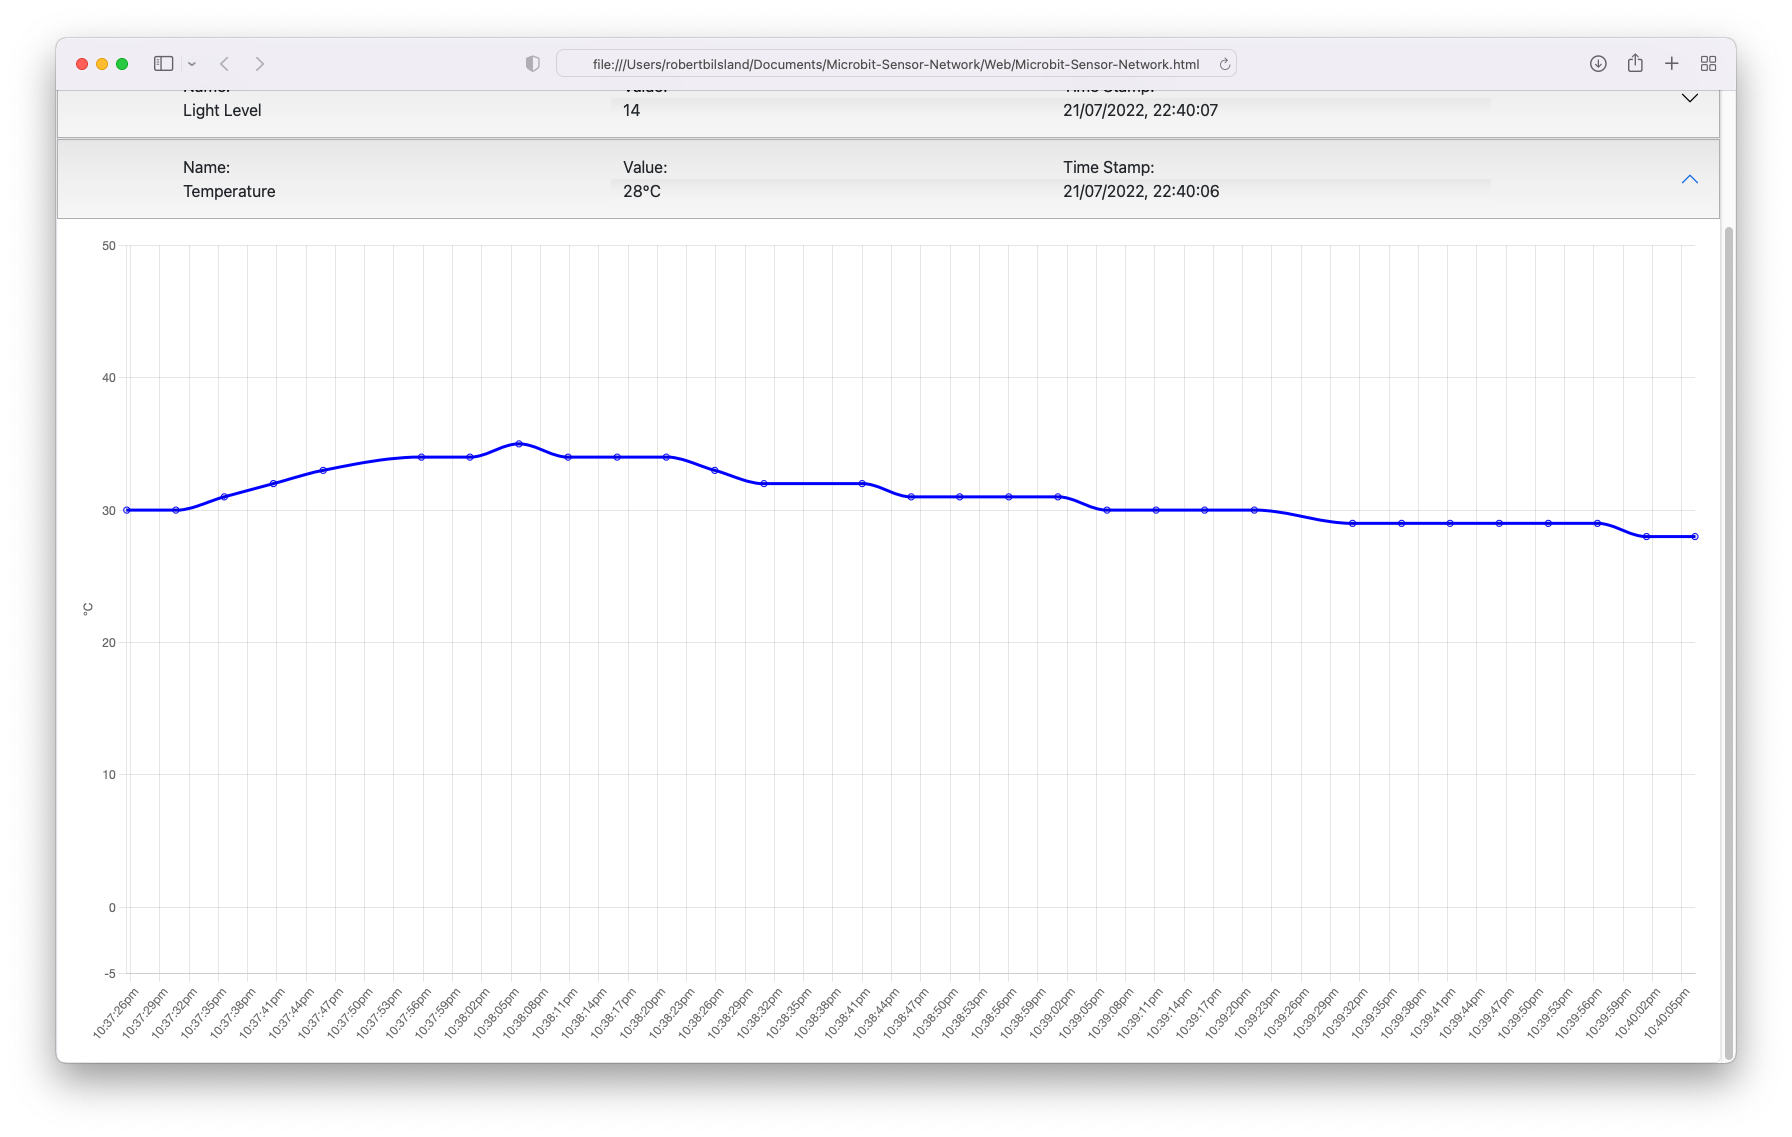 file:///Users/robertbilsland/Documents/Microbit-Sensor-Network/Web/Microbit-Sensor-Network.html
Name: Value: Time Stamp:
Light Level 14 21/07/2022, 22:40:07
Name: Value: Time Stamp:
Temperature 28°C 21/07/2022, 22:40:06
50
40
30
°C
20
10
0
-5
10:37:26pm
10:37:29pm
10:37:32pm
10:37:35pm
10:37:38pm
10:37:41pm
10:37:44pm
10:37:47pm
10:37:50pm
10:37:53pm
10:37:56pm
10:37:59pm
10:38:02pm
10:38:05pm
10:38:08pm
10:38:11pm
10:38:14pm
10:38:17pm
10:38:20pm
10:38:23pm
10:38:26pm
10:38:29pm
10:38:32pm
10:38:35pm
10:38:38pm
10:38:41pm
10:38:44pm
10:38:47pm
10:38:50pm
10:38:53pm
10:38:56pm
10:38:59pm
10:39:02pm
10:39:05pm
10:39:08pm
10:39:11pm
10:39:14pm
10:39:17pm
10:39:20pm
10:39:23pm
10:39:26pm
10:39:29pm
10:39:32pm
10:39:35pm
10:39:38pm
10:39:41pm
10:39:44pm
10:39:47pm
10:39:50pm
10:39:53pm
10:39:56pm
10:39:59pm
10:40:02pm
10:40:05pm